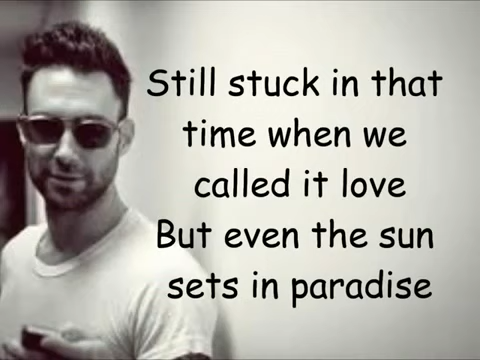 Still stuck in that
time when we
called it love
But even the sun
sets in paradise